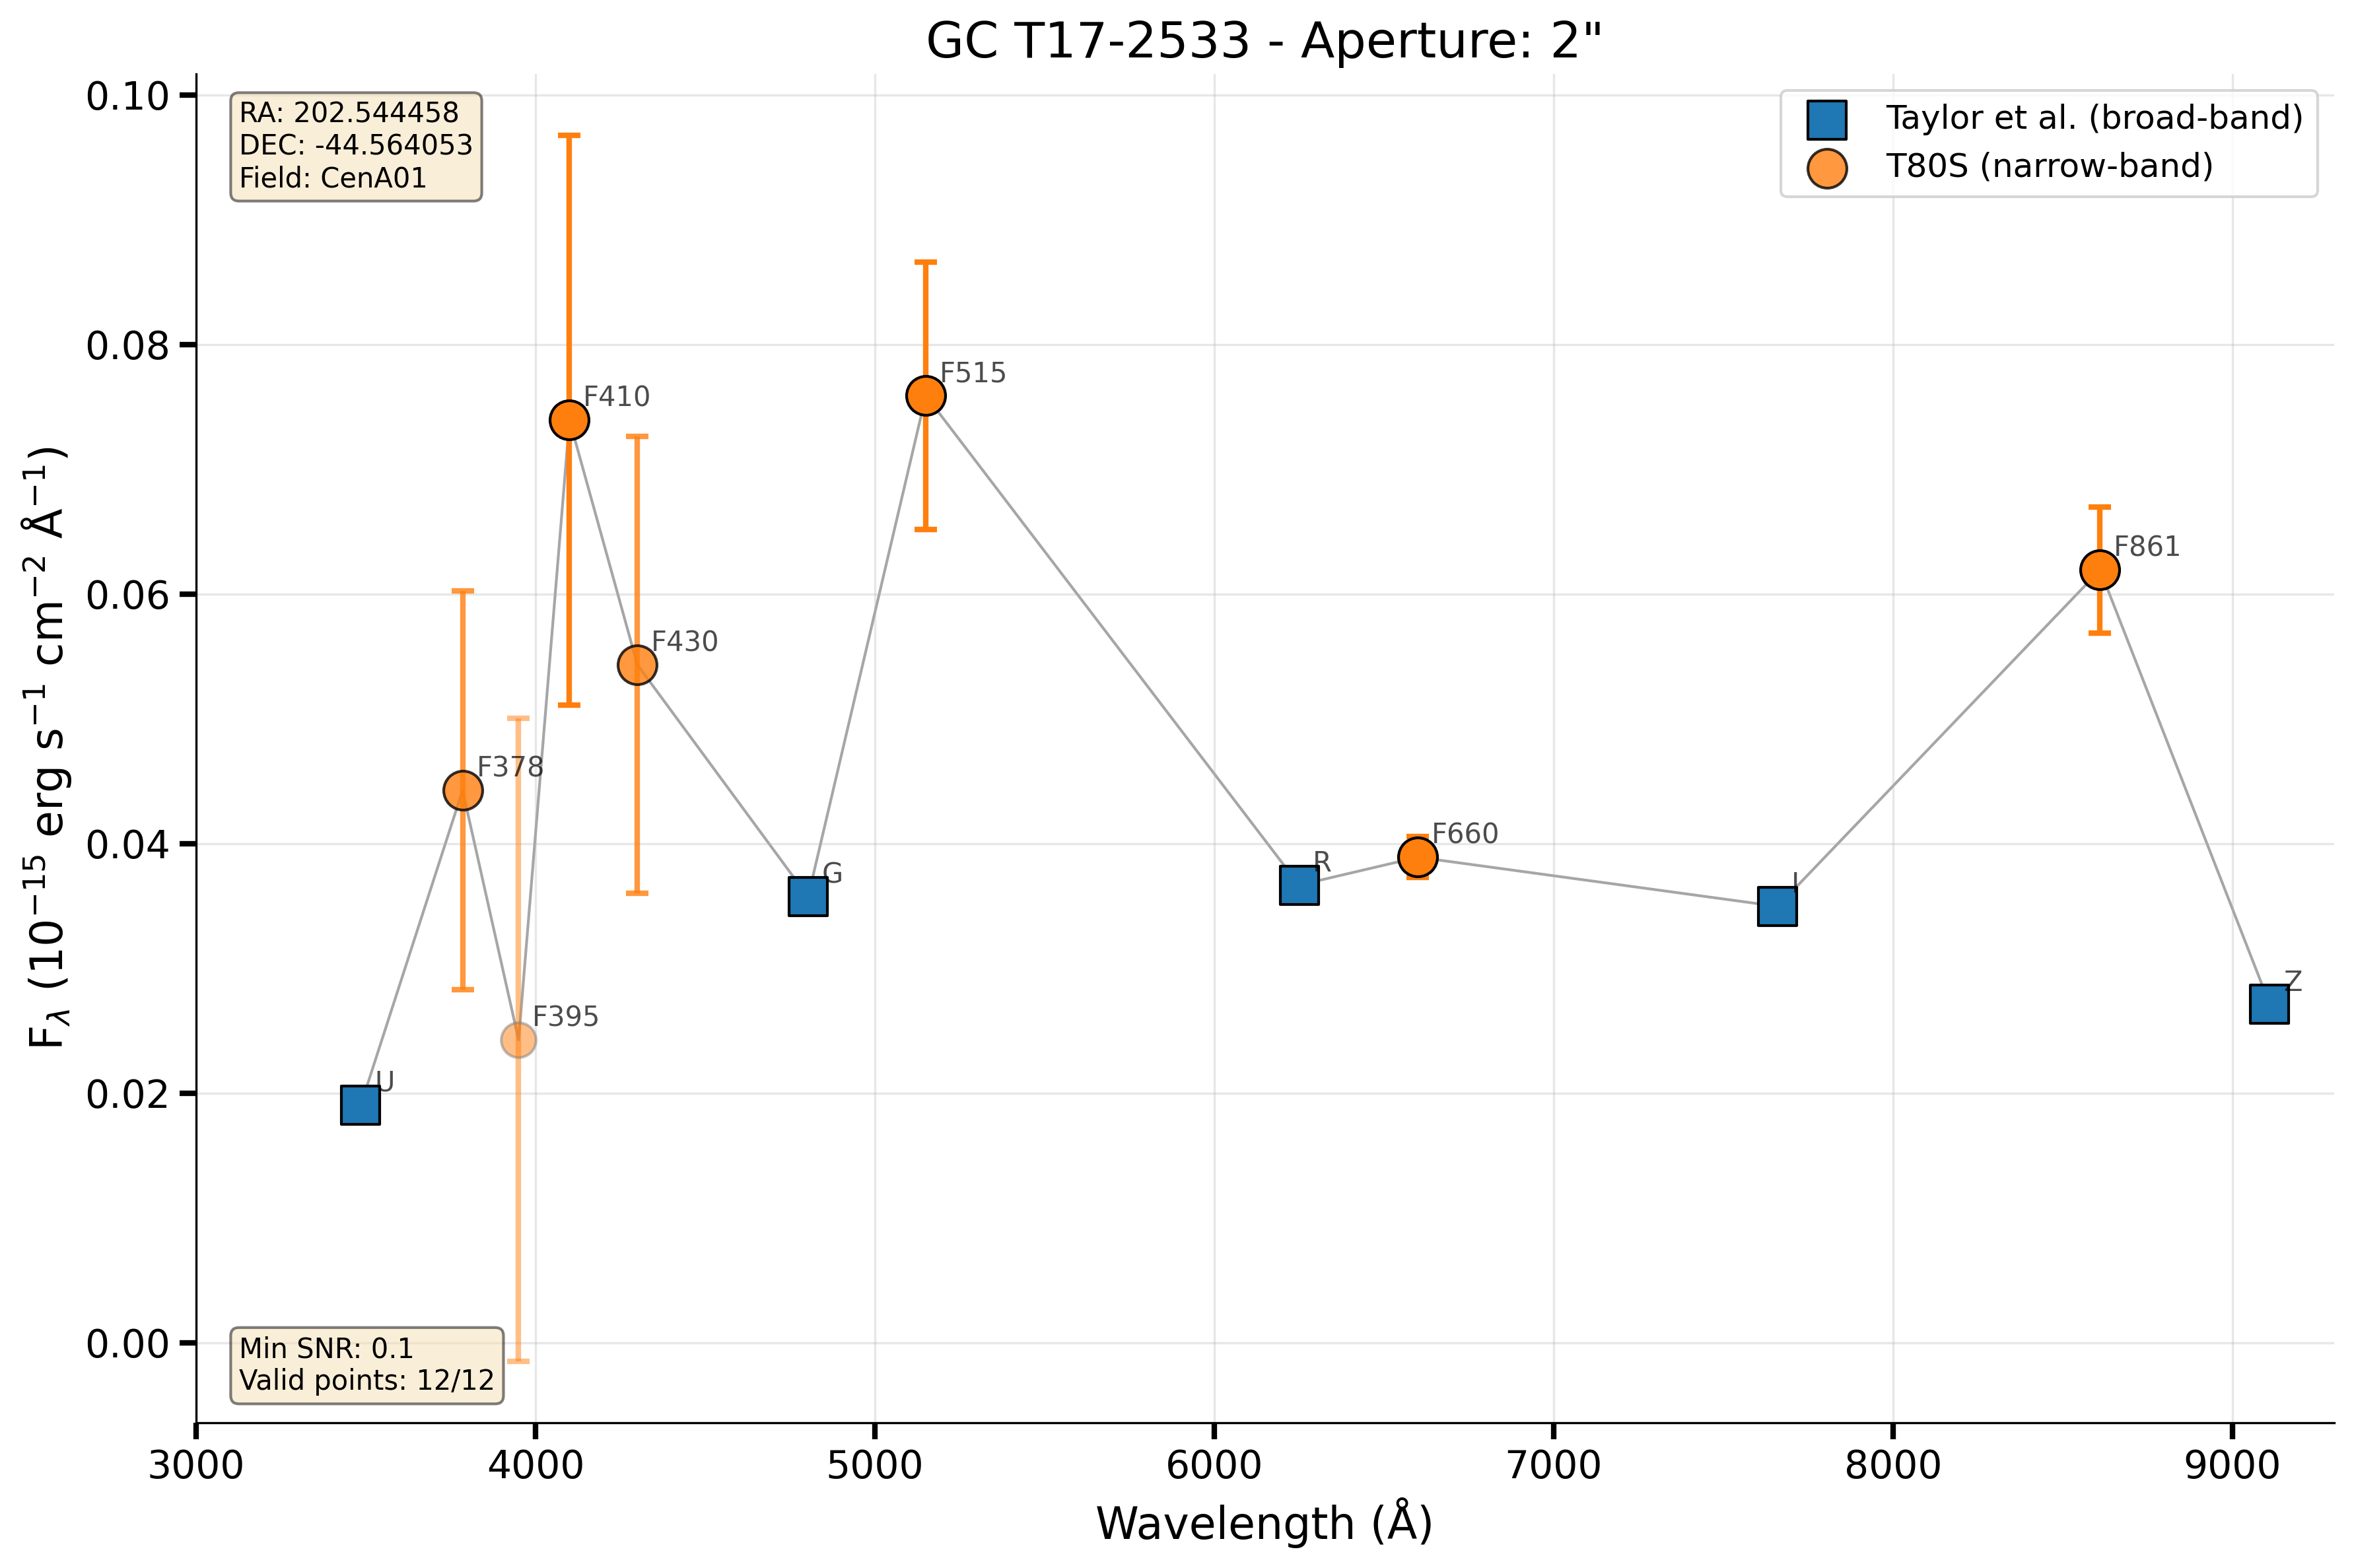 GC T17-2533 - Aperture: 2"
RA: 202.544458
DEC: -44.564053
Field: CenA01
Taylor et al. (broad-band)
T80S (narrow-band)
0.10
0.08
0.06
0.04
0.02
0.00
F_λ (10⁻¹⁵ erg s⁻¹ cm⁻² Å⁻¹)
U
F378
F395
F410
F430
G
F515
R
F660
I
F861
Z
Min SNR: 0.1
Valid points: 12/12
3000 4000 5000 6000 7000 8000 9000
Wavelength (Å)